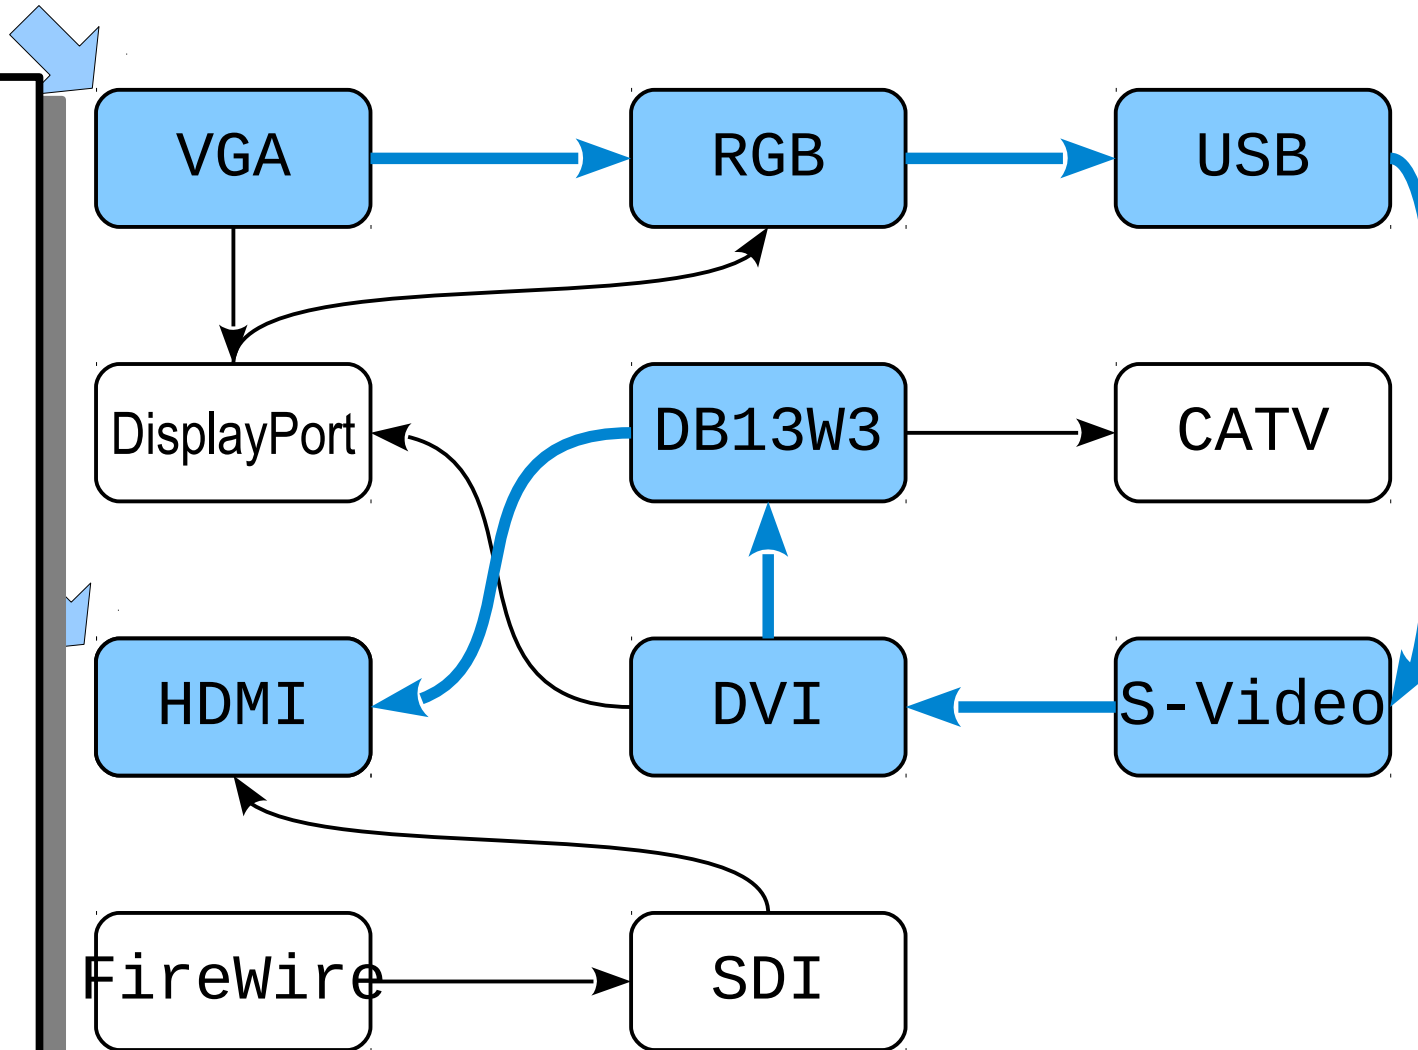 VGA
RGB
USB
DisplayPort
DB13W3
CATV
HDMI
DVI
S-Video
FireWire
SDI